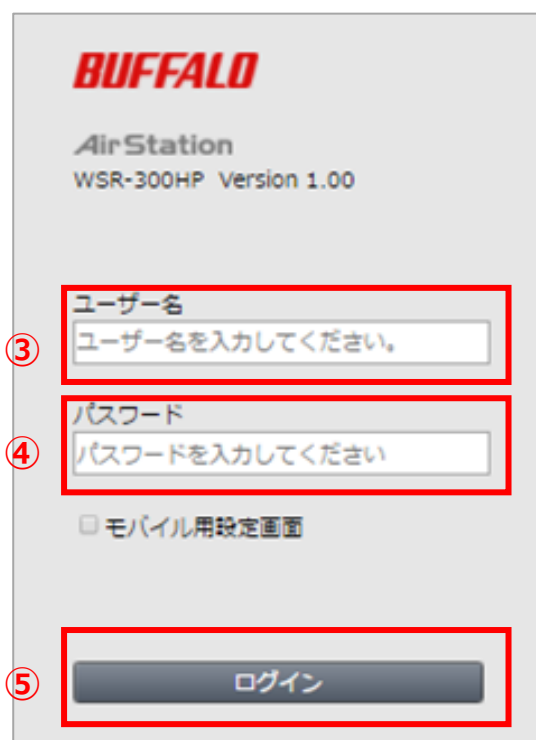 BUFFALO
AirStation
WSR-300HP Version 1.00
ユーザー名
③ ユーザー名を入力してください。
パスワード
④ パスワードを入力してください
モバイル用設定画面
⑤ ログイン